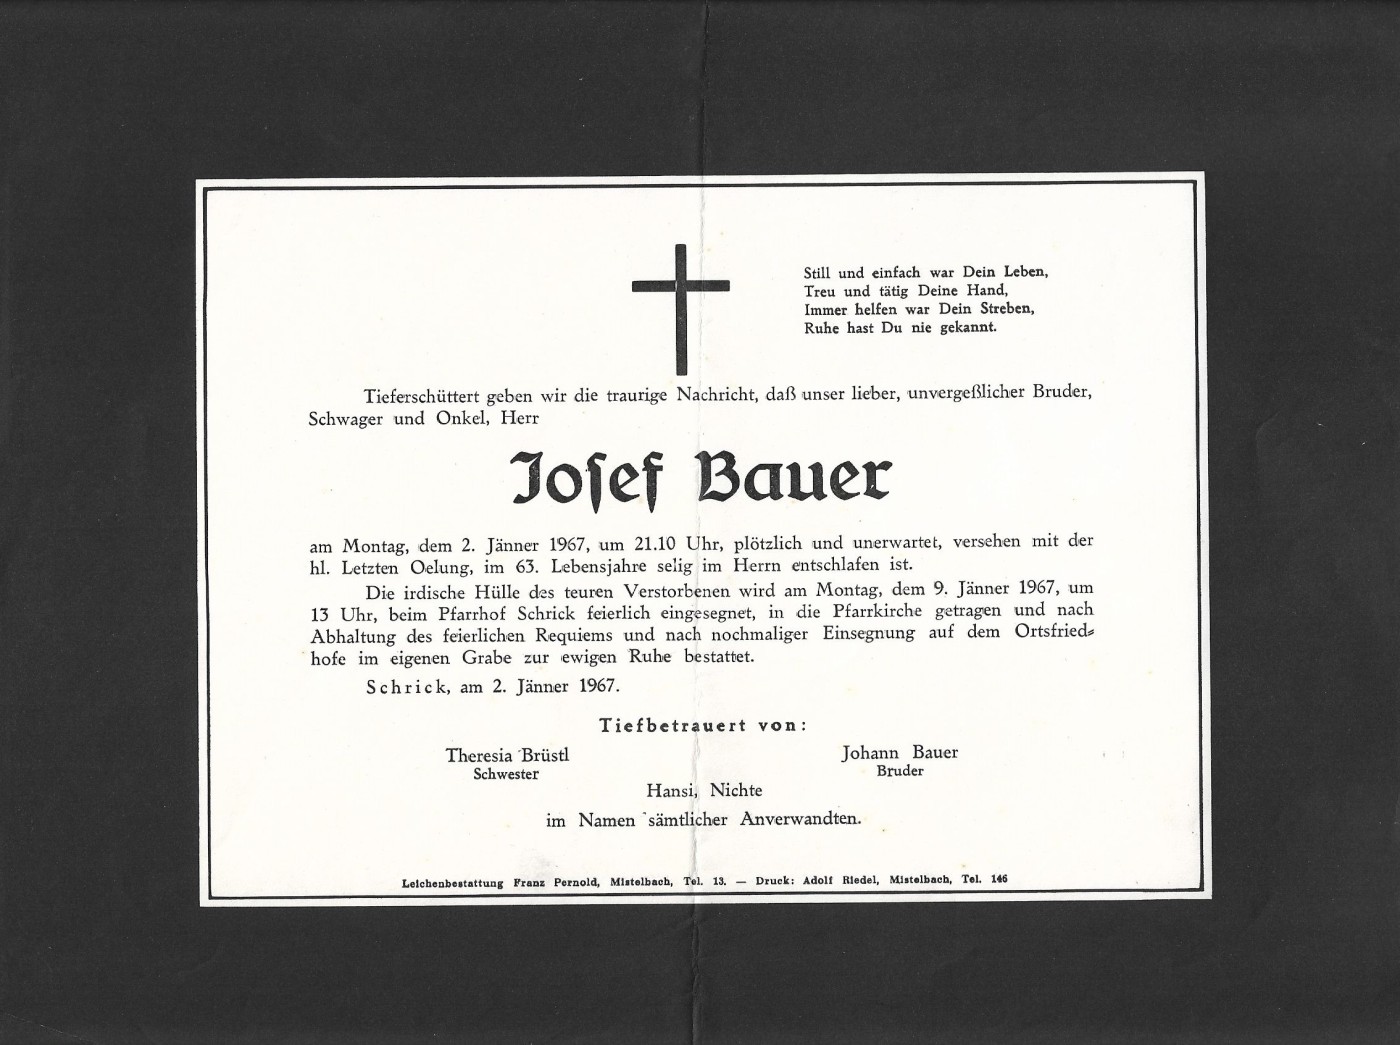 Still und einfach war Dein Leben,
Treu und tätig Deine Hand,
Immer helfen war Dein Streben,
Ruhe hast Du nie gekannt.
Tieferschüttert geben wir die traurige Nachricht, daß unser lieber, unvergeßlicher Bruder,
Schwager und Onkel, Herr
Josef Bauer
am Montag, dem 2. Jänner 1967, um 21.10 Uhr, plötzlich und unerwartet, versehen mit der
hl. Letzten Oelung, im 63. Lebensjahre selig im Herrn entschlafen ist.
Die irdische Hülle des teuren Verstorbenen wird am Montag, dem 9. Jänner 1967, um
13 Uhr, beim Pfarrhof Schrick feierlich eingesegnet, in die Pfarrkirche getragen und nach
Abhaltung des feierlichen Requiems und nach nochmaliger Einsegnung auf dem Ortsfried-
hofe im eigenen Grabe zur ewigen Ruhe bestattet.
Schrick, am 2. Jänner 1967.
Tiefbetrauert von:
Theresia Brüstl Johann Bauer
Schwester Bruder
Hansi, Nichte
im Namen sämtlicher Anverwandten.
Leichenbestattung Franz Pernold, Mistelbach, Tel. 13. — Druck: Adolf Riedel, Mistelbach, Tel. 146